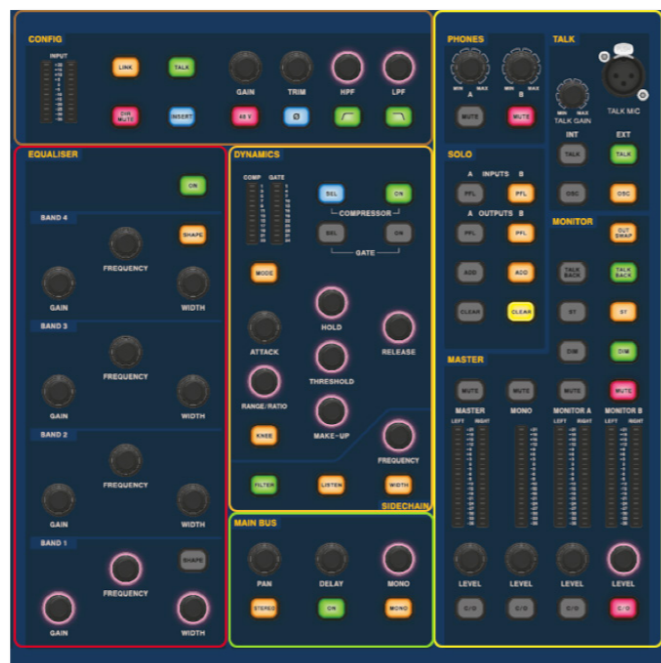 CONFIG
INPUT
LINK
TALK
GAIN
TRIM
HPF
LPF
DIR MUTE
INSERT
48 V
Ø
PHONES
MIN MAX
MIN MAX
A B
MUTE
MUTE
TALK
MIN MAX
TALK GAIN
TALK MIC
INT EXT
TALK
TALK
OSC
OSC
EQUALISER
ON
BAND 4
SHAPE
FREQUENCY
GAIN
WIDTH
BAND 3
FREQUENCY
GAIN
WIDTH
BAND 2
FREQUENCY
GAIN
WIDTH
BAND 1
SHAPE
FREQUENCY
GAIN
WIDTH
DYNAMICS
COMP GATE
SEL
ON
COMPRESSOR
SEL
ON
GATE
MODE
HOLD
ATTACK
RELEASE
THRESHOLD
RANGE/RATIO
MAKE-UP
KNEE
FREQUENCY
FILTER
LISTEN
WIDTH
SIDECHAIN
MAIN BUS
PAN
DELAY
MONO
STEREO
ON
MONO
SOLO
A INPUTS B
PFL
PFL
A OUTPUTS B
PFL
PFL
ADD
ADD
CLEAR
CLEAR
MONITOR
CUT SWAP
TALK BACK
TALK BACK
ST
ST
DIM
DIM
MASTER
MUTE
MUTE
MUTE
MUTE
MASTER
MONO
MONITOR A
MONITOR B
LEFT RIGHT
LEFT RIGHT
LEFT RIGHT
LEVEL
LEVEL
LEVEL
LEVEL
C/O
C/O
C/O
C/O